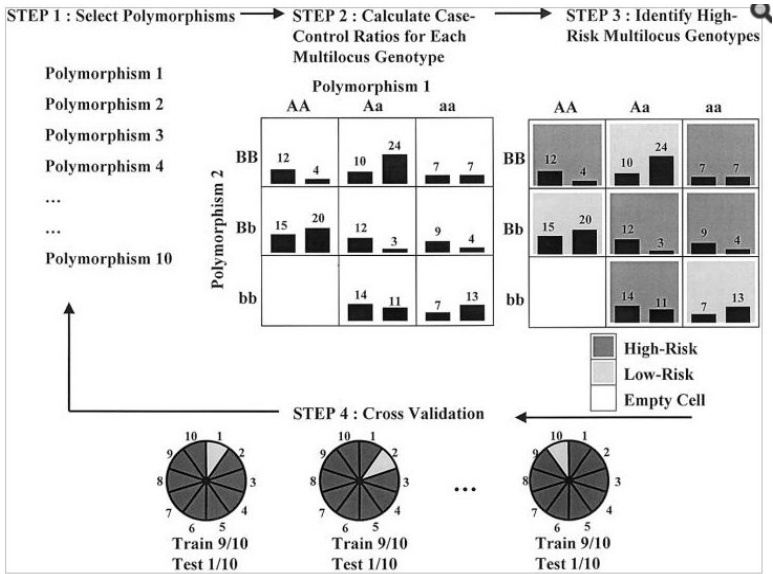 STEP 1 : Select Polymorphisms
STEP 2 : Calculate Case-
Control Ratios for Each
Multilocus Genotype
STEP 3 : Identify High-
Risk Multilocus Genotypes
Polymorphism 1
Polymorphism 2
Polymorphism 3
Polymorphism 4
...
...
Polymorphism 10
Polymorphism 1
AA Aa aa
Polymorphism 2
BB 12 4 10 24 7 7
Bb 15 20 12 3 9 4
bb 14 11 7 13
AA Aa aa
BB 12 4 10 24 7 7
Bb 15 20 12 3 9 4
bb 14 11 7 13
High-Risk
Low-Risk
Empty Cell
STEP 4 : Cross Validation
1 2 3 4 5 6 7 8 9 10
Train 9/10
Test 1/10
1 2 3 4 5 6 7 8 9 10
Train 9/10
Test 1/10
...
1 2 3 4 5 6 7 8 9 10
Train 9/10
Test 1/10